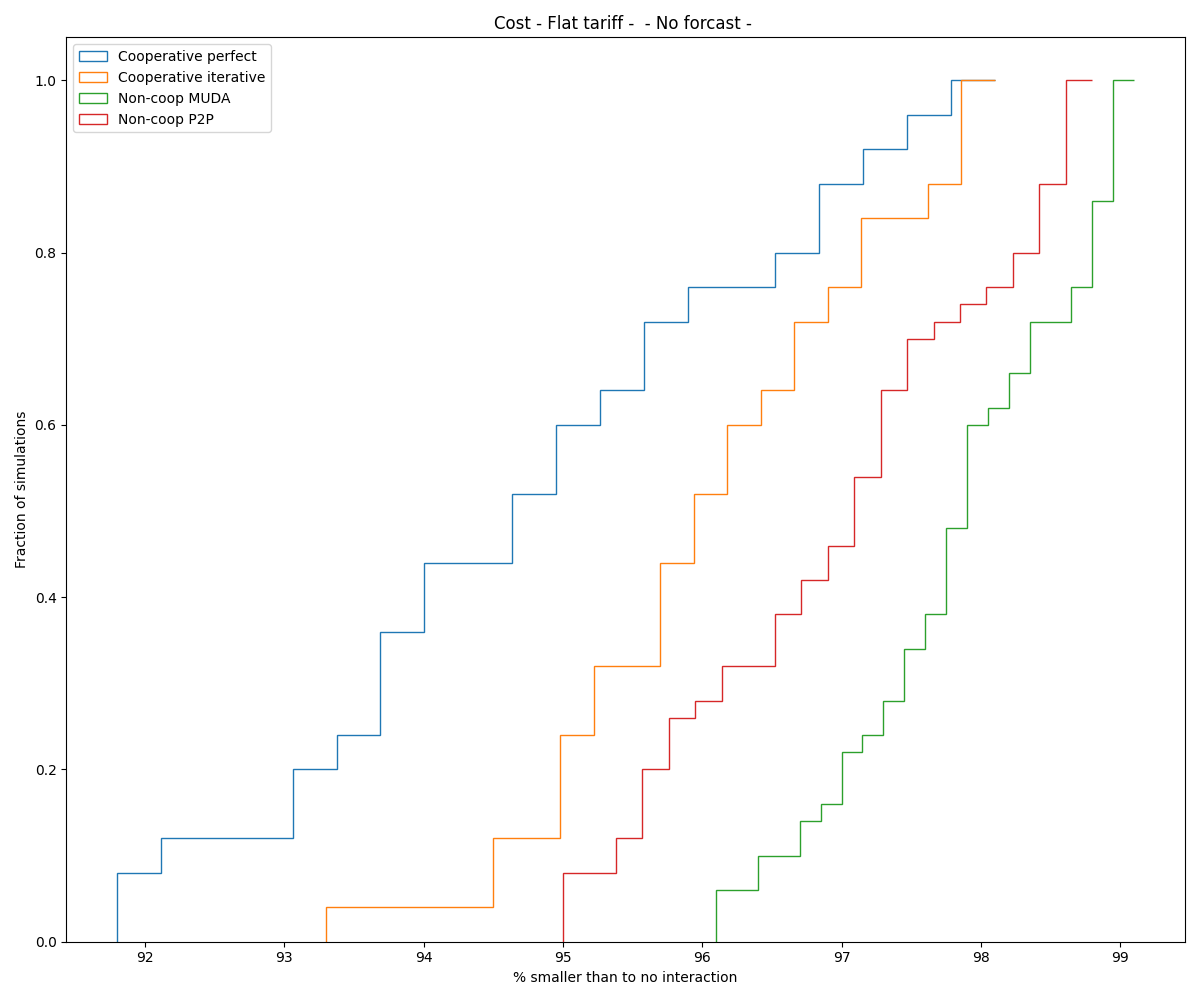 Cost - Flat tariff -  - No forcast -
Cooperative perfect
Cooperative iterative
Non-coop MUDA
Non-coop P2P
Fraction of simulations
1.0
0.8
0.6
0.4
0.2
0.0
92 93 94 95 96 97 98 99
% smaller than to no interaction